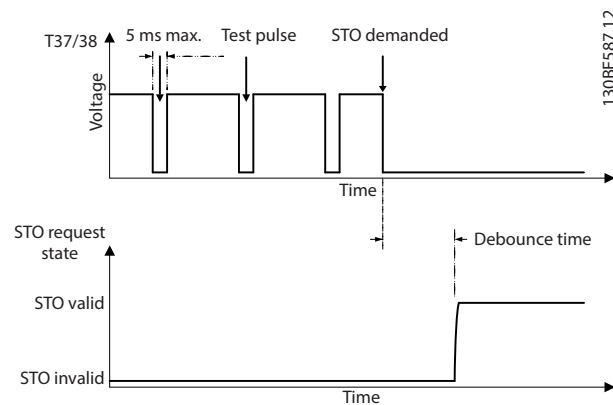 T37/38
5 ms max.
Test pulse
STO demanded
130BE587.12
Voltage
Time
STO request
state
Debounce time
STO valid
STO invalid
Time